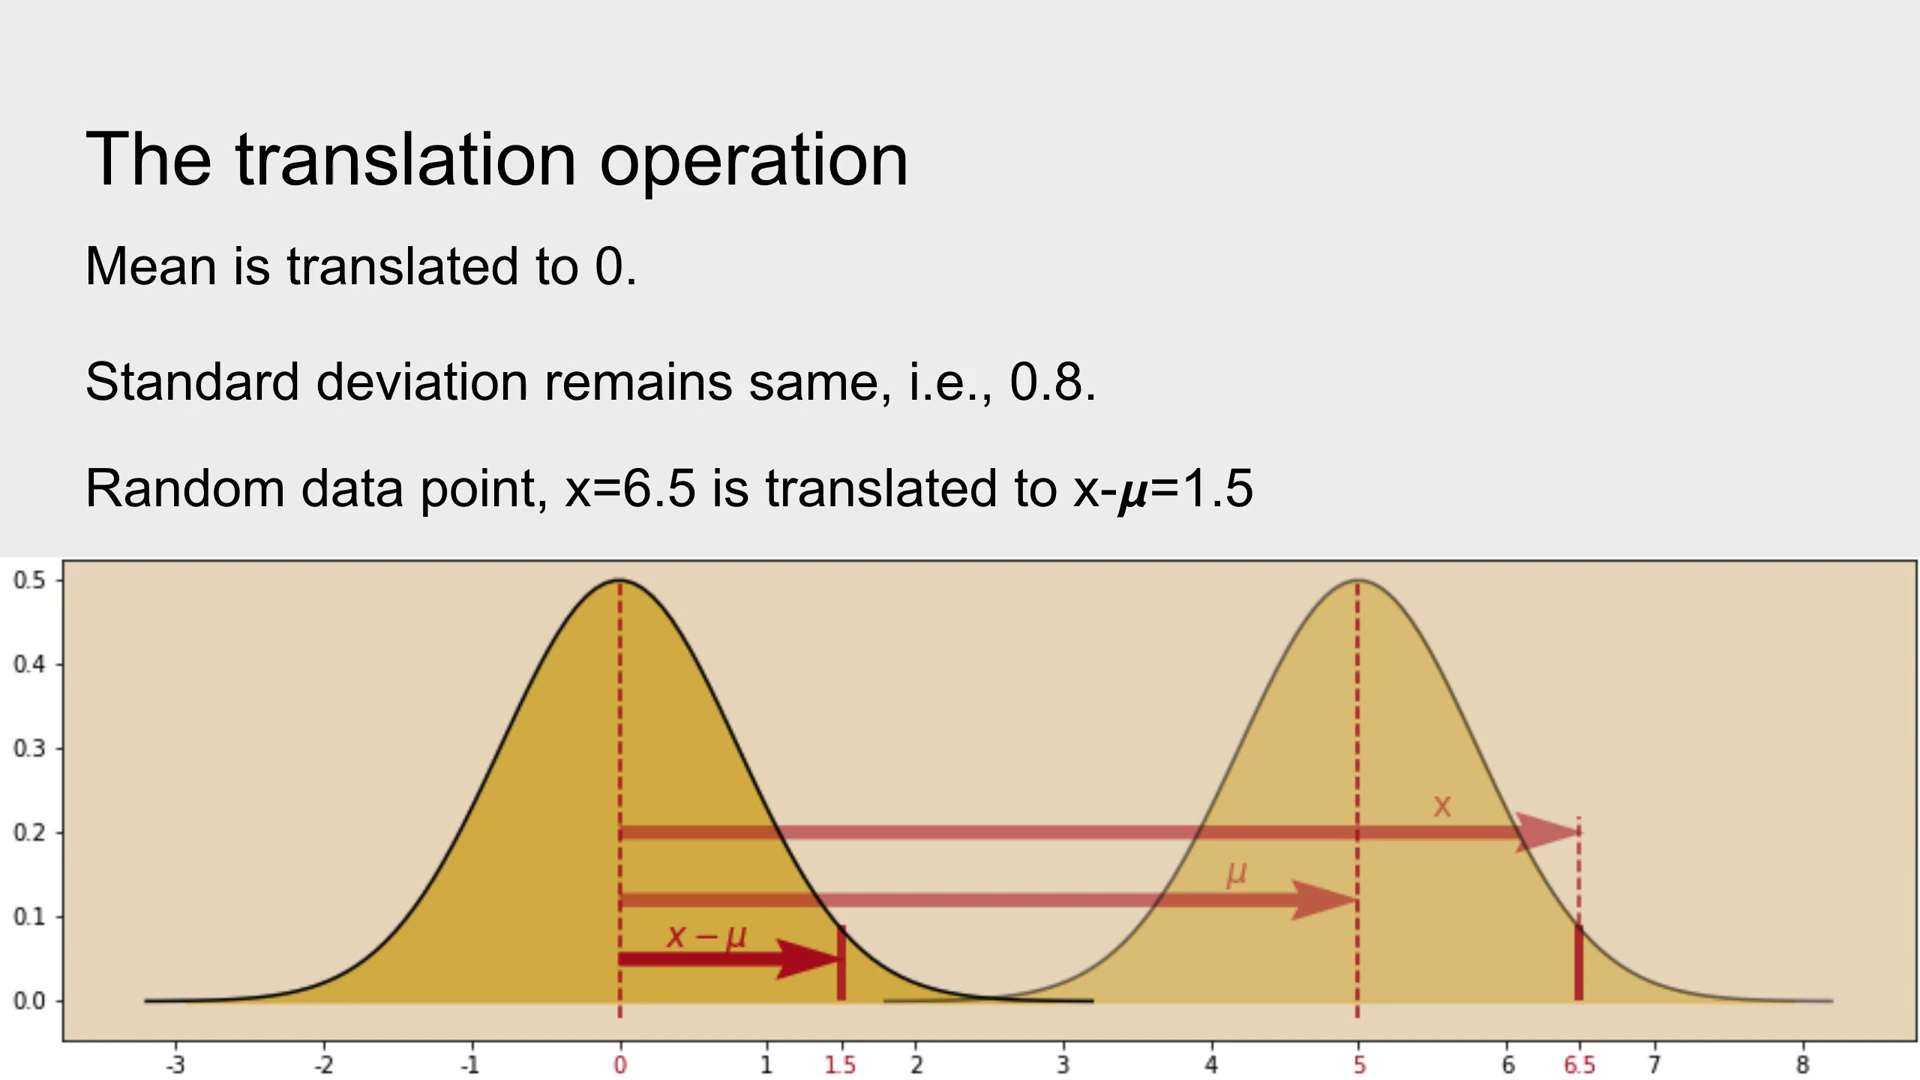 The translation operation
Mean is translated to 0.
Standard deviation remains same, i.e., 0.8.
Random data point, x=6.5 is translated to x-μ=1.5
0.5
0.4
0.3
0.2
0.1
0.0
x
μ
x – μ
-3 -2 -1 0 1 1.5 2 3 4 5 6 6.5 7 8